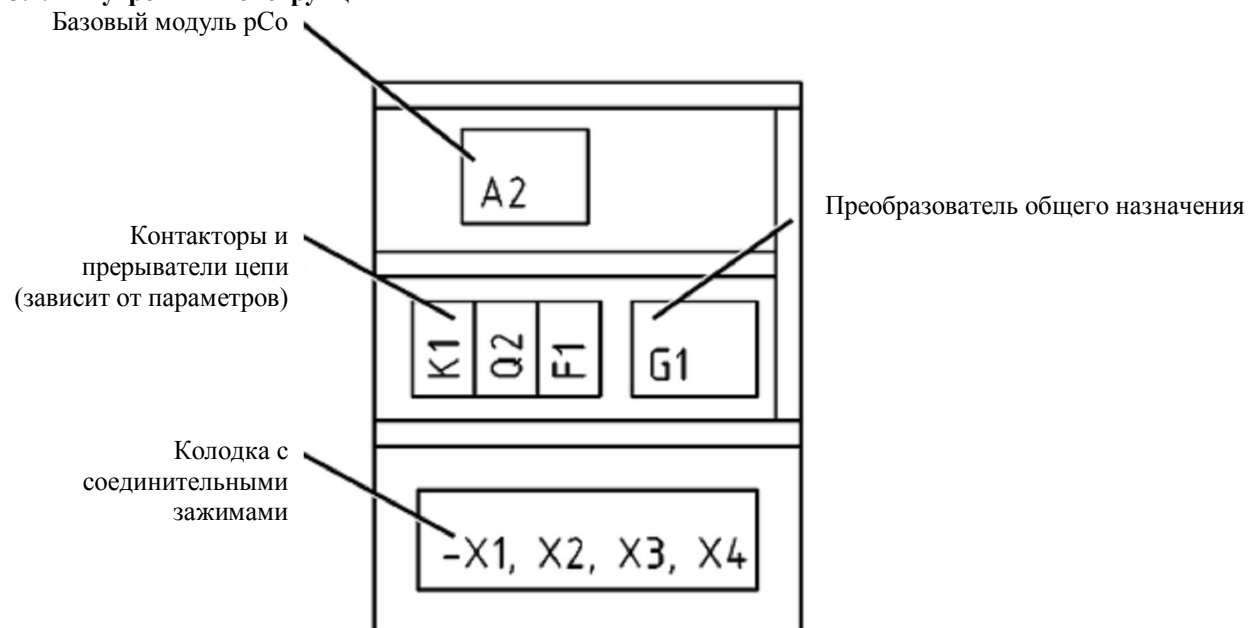 Базовый модуль pCo
A2
Преобразователь общего назначения
Контакторы и
прерыватели цепи
(зависит от параметров)
K1
Q2
F1
G1
Колодка с
соединительными
зажимами
-X1, X2, X3, X4